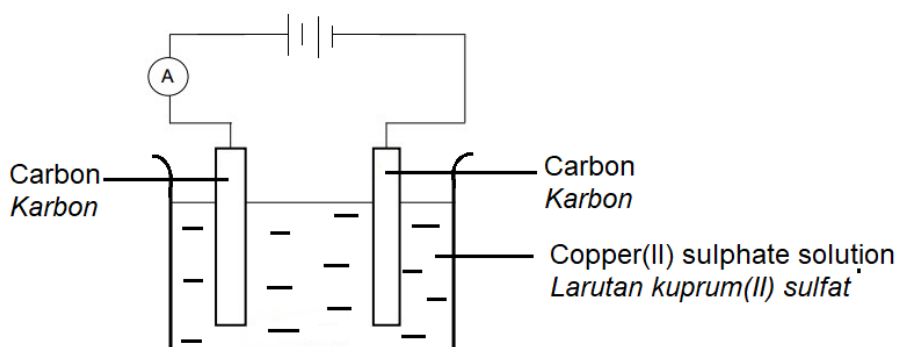 A
Carbon
Karbon
Carbon
Karbon
Copper(II) sulphate solution
Larutan kuprum(II) sulfat